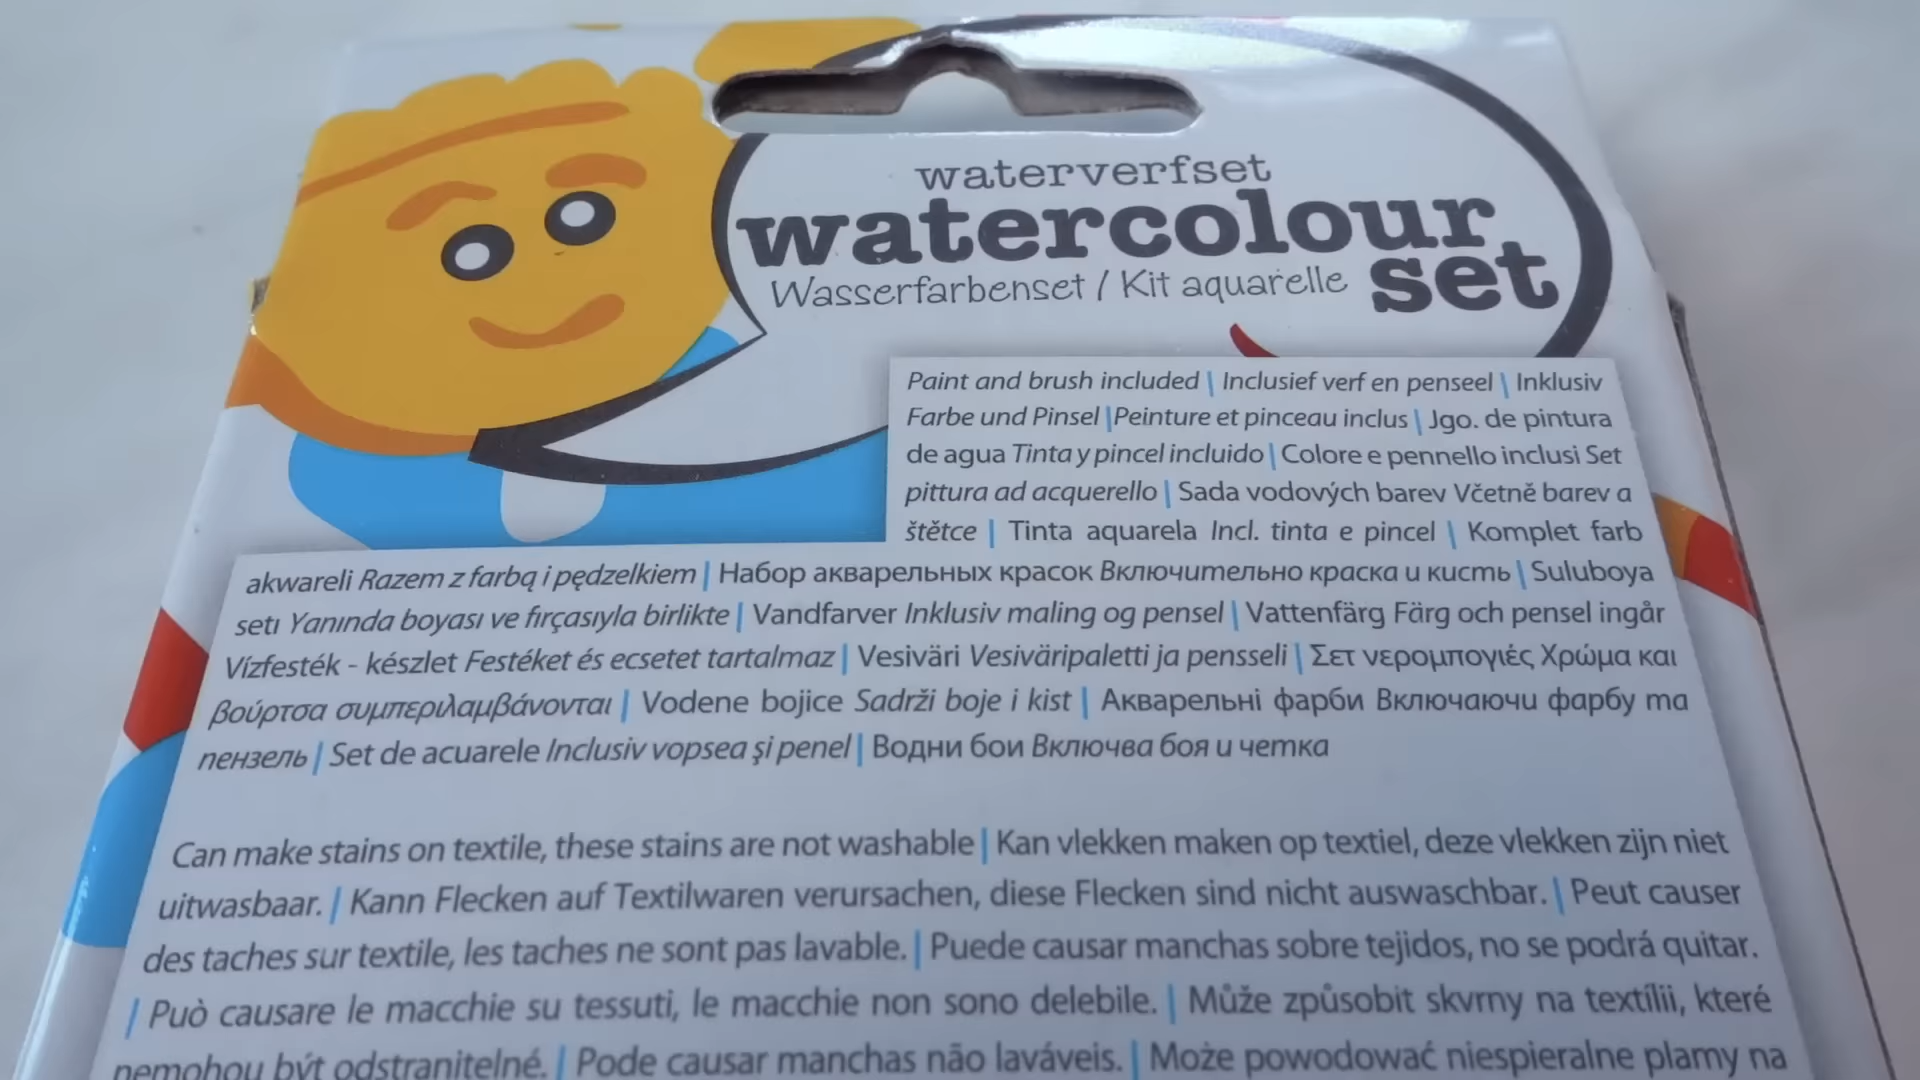 waterverfset
watercolour
set
Wasserfarbenset / Kit aquarelle
Paint and brush included | Inclusief verf en penseel | Inklusiv
Farbe und Pinsel | Peinture et pinceau inclus | Jgo. de pintura
de agua Tinta y pincel incluido | Colore e pennello inclusi Set
pittura ad acquerello | Sada vodových barev Včetně barev a
štětce | Tinta aquarela Incl. tinta e pincel | Komplet farb
akwareli Razem z farbą i pędzelkiem | Набор акварельных красок Включительно краска и кисть | Suluboya
seti Yanında boyası ve fırçasıyla birlikte | Vandfarver Inklusiv maling og pensel | Vattenfärg Färg och pensel ingår
Vízfesték - készlet Festéket és ecsetet tartalmaz | Vesiväri Vesiväripaletti ja pensseli | Σετ νερομπογιές Χρώμα και
βούρτσα συμπεριλαμβάνονται | Vodene bojice Sadrži boje i kist | Акварельні фарби Включаючи фарбу та
пензель | Set de acuarele Inclusiv vopsea şi penel | Водни бои Включва боя и четка
Can make stains on textile, these stains are not washable | Kan vlekken maken op textiel, deze vlekken zijn niet
uitwasbaar. | Kann Flecken auf Textilwaren verursachen, diese Flecken sind nicht auswaschbar. | Peut causer
des taches sur textile, les taches ne sont pas lavable. | Puede causar manchas sobre tejidos, no se podrá quitar.
| Può causare le macchie su tessuti, le macchie non sono delebile. | Může způsobit skvrny na textílii, které
nemohou být odstranitelné. | Pode causar manchas não laváveis. | Może powodować niespieralne plamy na